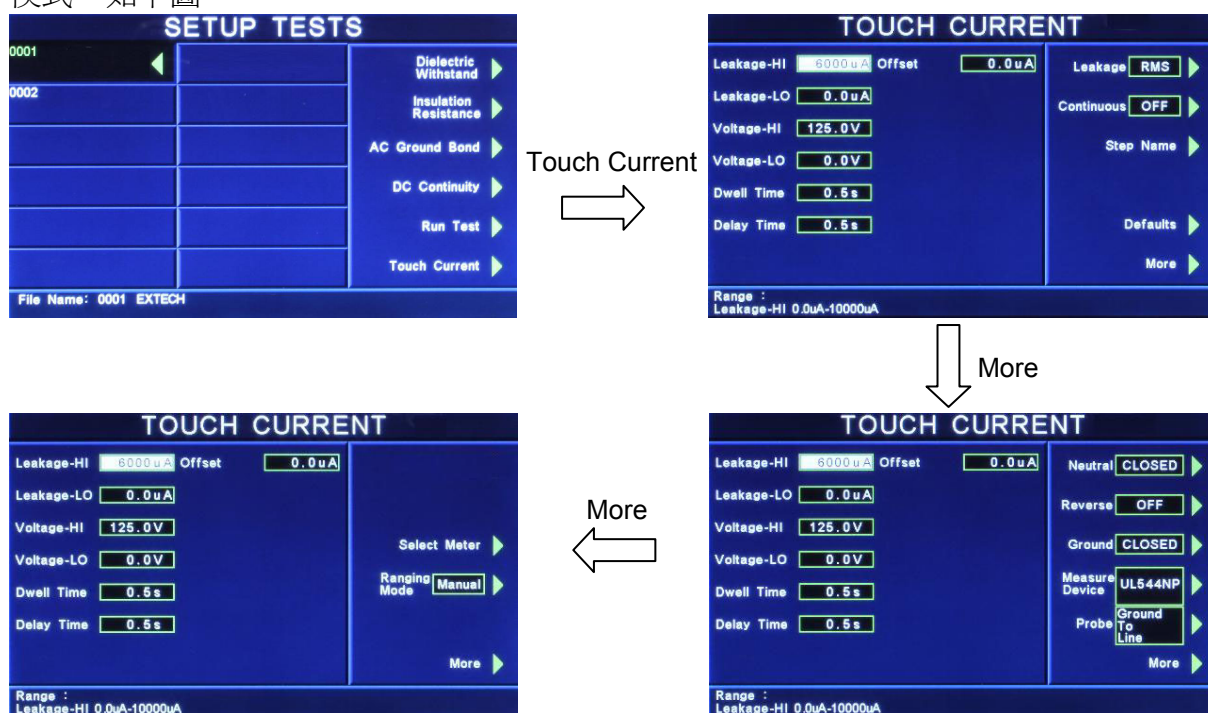 模式 如下圖
SETUP TESTS
0001
0002
Dielectric
Withstand
Insulation
Resistance
AC Ground Bond
DC Continuity
Run Test
Touch Current
File Name: 0001 EXTECH
Touch Current
TOUCH CURRENT
Leakage-HI 6000uA Offset 0.0uA
Leakage-LO 0.0uA
Voltage-HI 125.0V
Voltage-LO 0.0V
Dwell Time 0.5s
Delay Time 0.5s
Leakage RMS
Continuous OFF
Step Name
Defaults
More
Range :
Leakage-HI 0.0uA-10000uA
More
TOUCH CURRENT
Leakage-HI 6000uA Offset 0.0uA
Leakage-LO 0.0uA
Voltage-HI 125.0V
Voltage-LO 0.0V
Dwell Time 0.5s
Delay Time 0.5s
Neutral CLOSED
Reverse OFF
Ground CLOSED
Measure
Device UL544NP
Probe Ground
To
Line
More
Range :
Leakage-HI 0.0uA-10000uA
More
TOUCH CURRENT
Leakage-HI 6000uA Offset 0.0uA
Leakage-LO 0.0uA
Voltage-HI 125.0V
Voltage-LO 0.0V
Dwell Time 0.5s
Delay Time 0.5s
Select Meter
Ranging
Mode Manual
More
Range :
Leakage-HI 0.0uA-10000uA